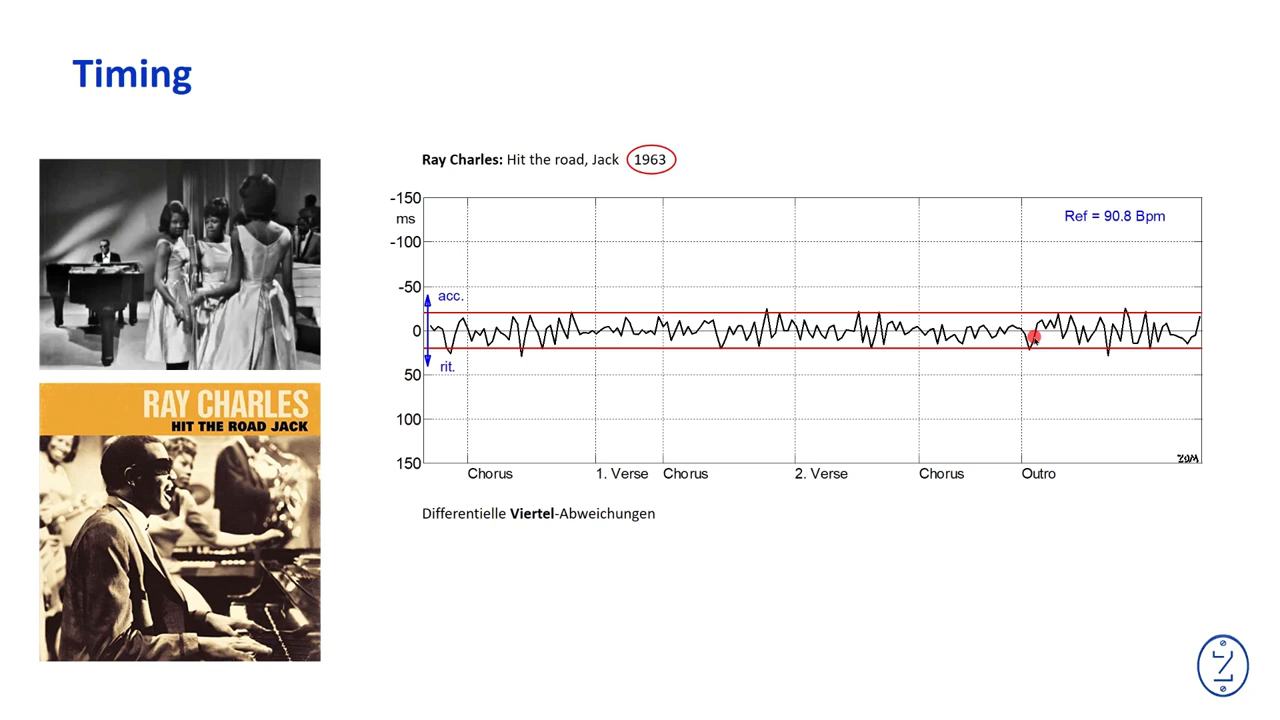 Timing
Ray Charles: Hit the road, Jack 1963
RAY CHARLES
HIT THE ROAD JACK
-150
ms
-100
-50
0
50
100
150
acc.
rit.
Ref = 90.8 Bpm
ZOM
Chorus 1. Verse Chorus 2. Verse Chorus Outro
Differentielle Viertel-Abweichungen